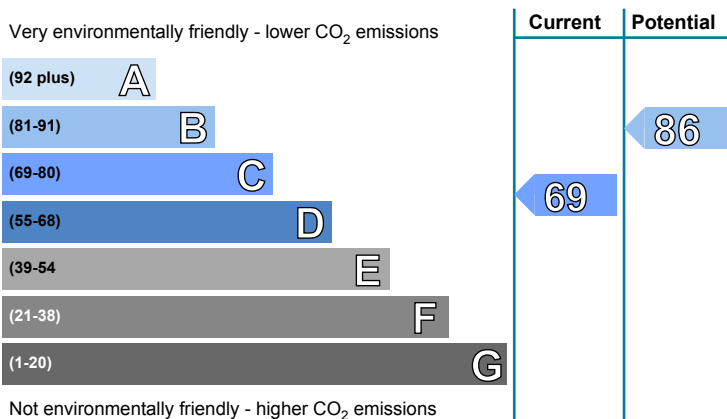 Current Potential
Very environmentally friendly - lower CO2 emissions
(92 plus) A
(81-91) B
86
(69-80) C
69
(55-68) D
(39-54 E
(21-38) F
(1-20) G
Not environmentally friendly - higher CO2 emissions